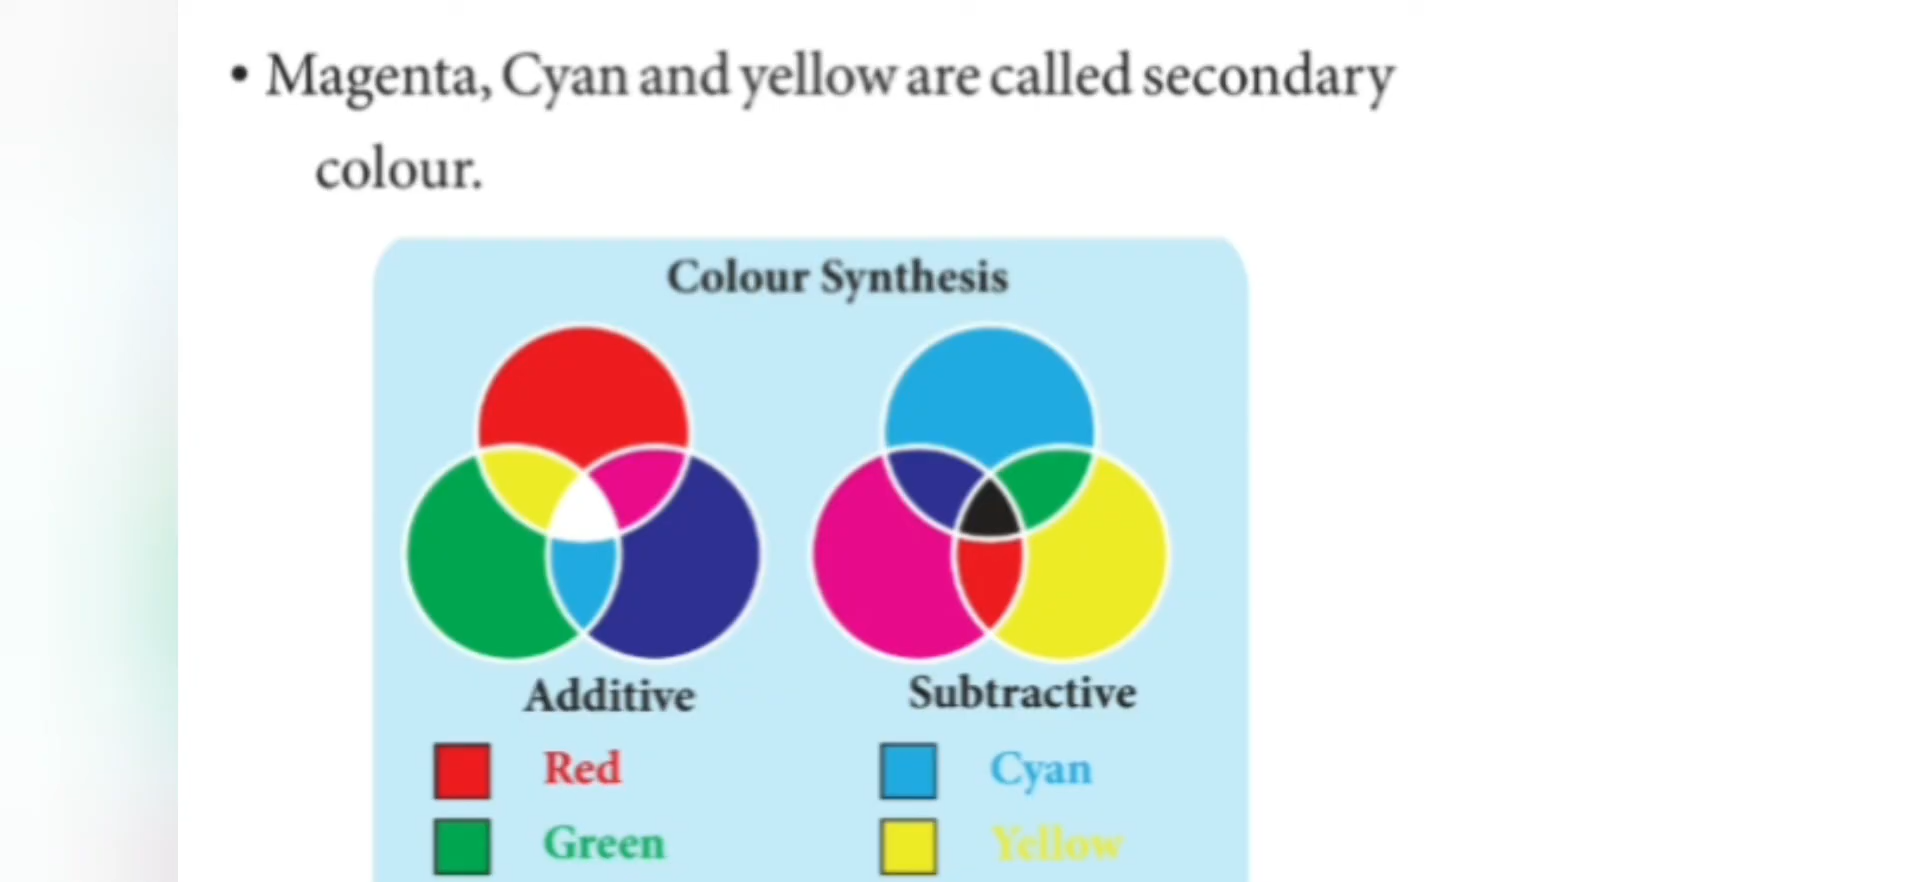 • Magenta, Cyan and yellow are called secondary
colour.
Colour Synthesis
Additive
Subtractive
Red
Cyan
Green
Yellow